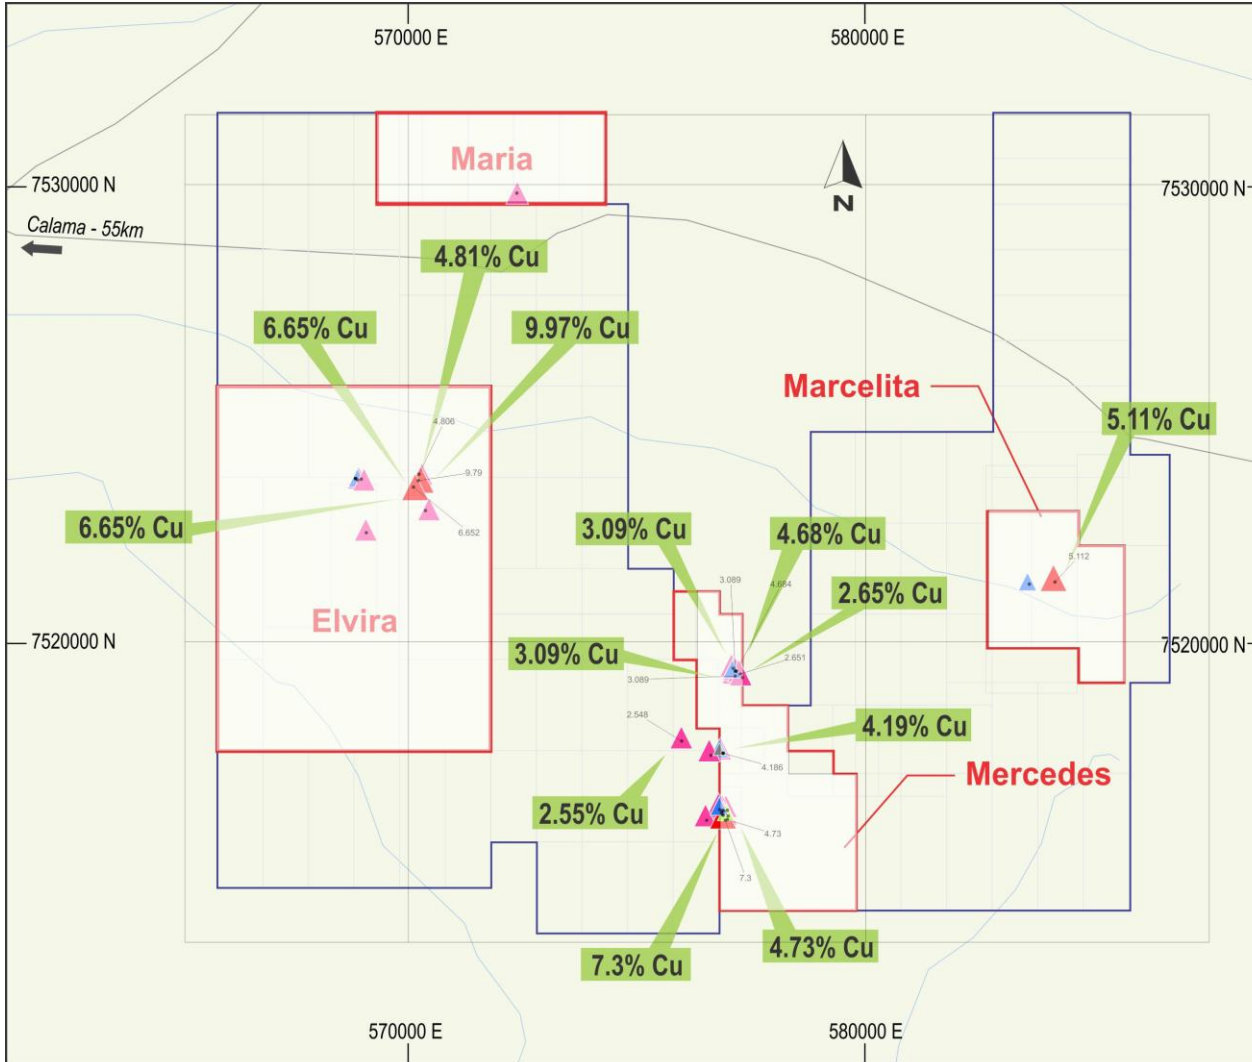 570000 E
580000 E
Maria
7530000 N
7530000 N
Calama - 55km
N
4.81% Cu
6.65% Cu
9.97% Cu
Marcelita
5.11% Cu
4.806
9.79
6.65% Cu
6.652
3.09% Cu
4.68% Cu
5.112
3.089
4.684
2.65% Cu
Elvira
7520000 N
7520000 N
3.09% Cu
2.651
3.089
2.548
4.19% Cu
4.186
Mercedes
2.55% Cu
4.73
7.3
4.73% Cu
7.3% Cu
570000 E
580000 E